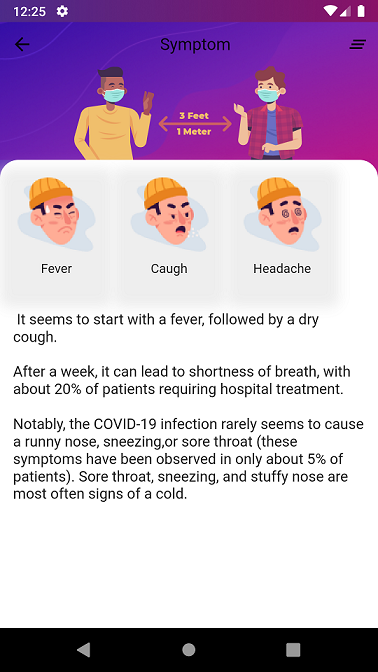 12:25
Symptom
3 Feet
1 Meter
Fever
Caugh
Headache
It seems to start with a fever, followed by a dry
cough.
After a week, it can lead to shortness of breath, with
about 20% of patients requiring hospital treatment.
Notably, the COVID-19 infection rarely seems to cause
a runny nose, sneezing,or sore throat (these
symptoms have been observed in only about 5% of
patients). Sore throat, sneezing, and stuffy nose are
most often signs of a cold.